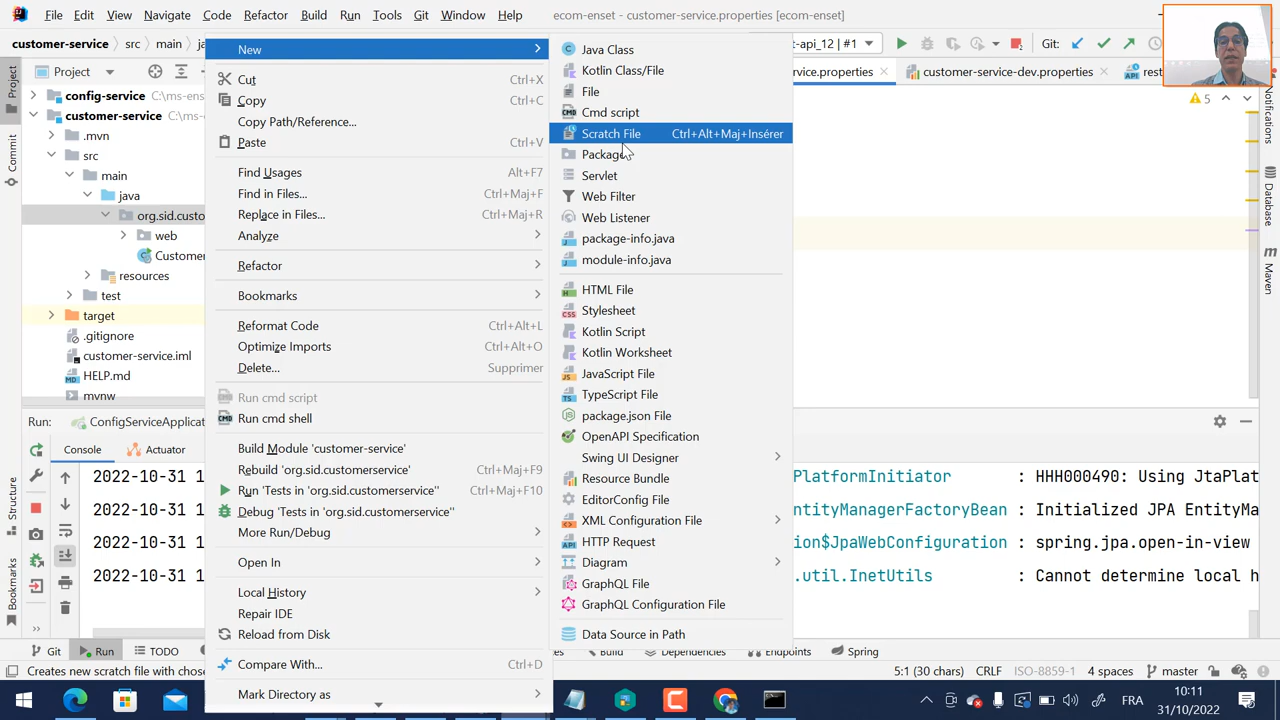 File Edit View Navigate Code Refactor Build Run Tools Git Window Help ecom-enset - customer-service.properties [ecom-enset]
customer-service src main
t-api_12 | #1 Git:
Project
rvice.properties customer-service-dev.properties rest
config-service C:\ms-en
customer-service C:\ms-e
.mvn
src
main
java
org.sid.custo
web
Custome
resources
test
target
.gitignore
customer-service.iml
HELP.md
mvnw
New
Cut Ctrl+X
Copy Ctrl+C
Copy Path/Reference...
Paste Ctrl+V
Find Usages Alt+F7
Find in Files... Ctrl+Maj+F
Replace in Files... Ctrl+Maj+R
Analyze
Refactor
Bookmarks
Reformat Code Ctrl+Alt+L
Optimize Imports Ctrl+Alt+O
Delete... Supprimer
Run cmd script
Run cmd shell
Build Module 'customer-service'
Rebuild 'org.sid.customerservice' Ctrl+Maj+F9
Run 'Tests in 'org.sid.customerservice'' Ctrl+Maj+F10
Debug 'Tests in 'org.sid.customerservice''
More Run/Debug
Open In
Local History
Repair IDE
Reload from Disk
Compare With... Ctrl+D
Mark Directory as
Java Class
Kotlin Class/File
File
Cmd script
Scratch File Ctrl+Alt+Maj+Insérer
Package
Servlet
Web Filter
Web Listener
package-info.java
module-info.java
HTML File
Stylesheet
Kotlin Script
Kotlin Worksheet
JavaScript File
TypeScript File
package.json File
OpenAPI Specification
Swing UI Designer
Resource Bundle
EditorConfig File
XML Configuration File
HTTP Request
Diagram
GraphQL File
GraphQL Configuration File
Data Source in Path
5
Project
Commit
Structure
Bookmarks
Notifications
Database
Maven
Run: ConfigServiceApplicat
Console Actuator
2022-10-31 1 PlatformInitiator : HHH000490: Using JtaPlat
2022-10-31 1 ntityManagerFactoryBean : Initialized JPA EntityMa
2022-10-31 1 ion$JpaWebConfiguration : spring.jpa.open-in-view
2022-10-31 1 .util.InetUtils : Cannot determine local h
Git Run TODO Build Dependencies Endpoints Spring
Creates new scratch file with chose 5:1 (30 chars) CRLF ISO-8859-1 4 spaces master
FRA
10:11
31/10/2022